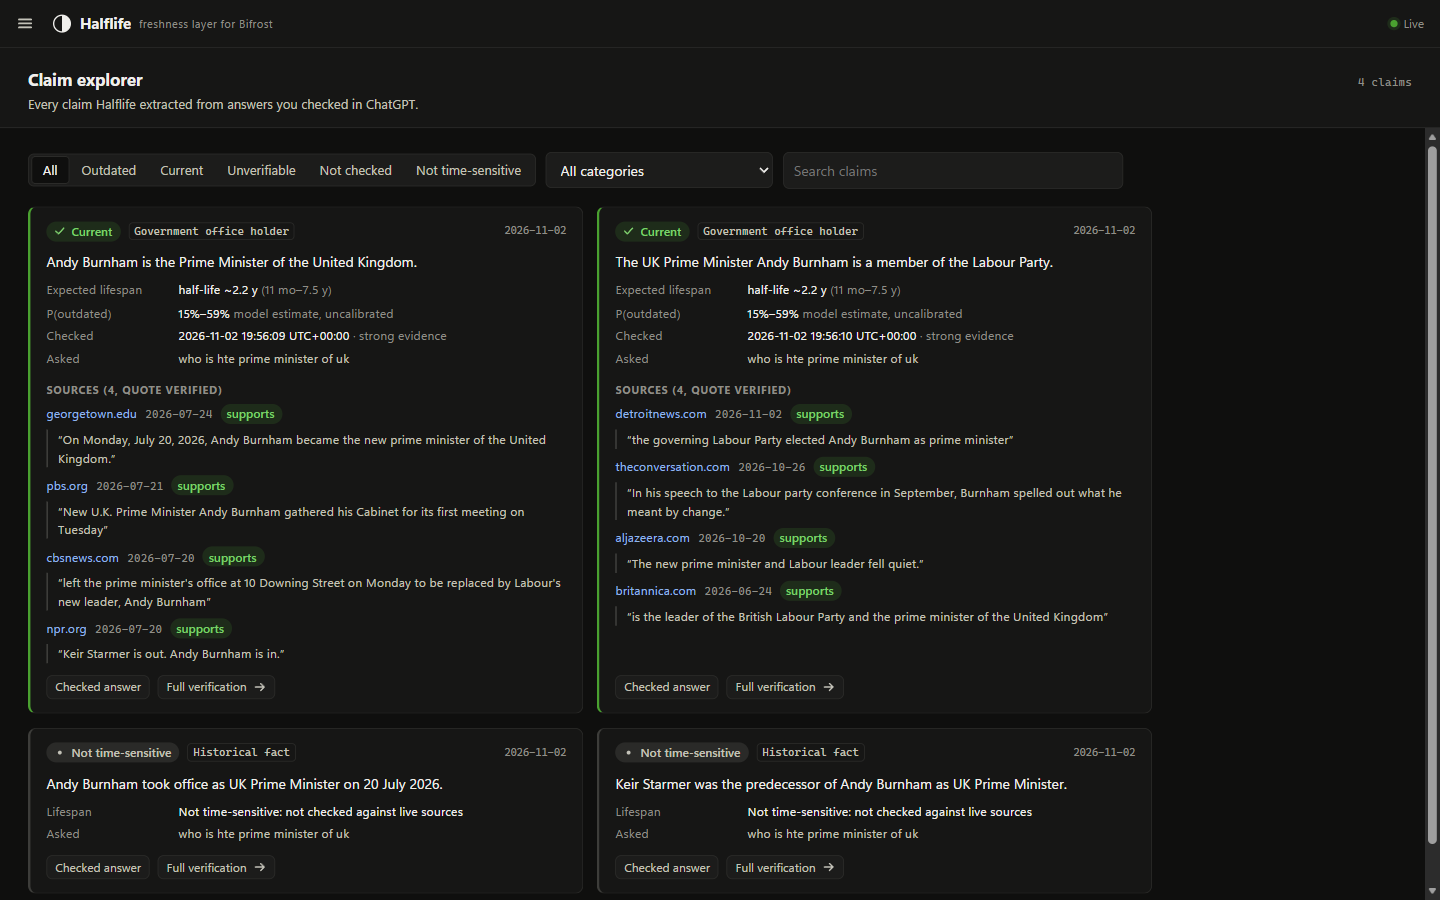 Halflife freshness layer for Bifrost
Live
Claim explorer
4 claims
Every claim Halflife extracted from answers you checked in ChatGPT.
All Outdated Current Unverifiable Not checked Not time-sensitive
All categories
Search claims
✓ Current Government office holder 2026-11-02
Andy Burnham is the Prime Minister of the United Kingdom.
Expected lifespan half-life ~2.2 y (11 mo–7.5 y)
P(outdated) 15%–59% model estimate, uncalibrated
Checked 2026-11-02 19:56:09 UTC+00:00 · strong evidence
Asked who is hte prime minister of uk
SOURCES (4, QUOTE VERIFIED)
georgetown.edu 2026-07-24 supports
"On Monday, July 20, 2026, Andy Burnham became the new prime minister of the United
Kingdom."
pbs.org 2026-07-21 supports
"New U.K. Prime Minister Andy Burnham gathered his Cabinet for its first meeting on
Tuesday"
cbsnews.com 2026-07-20 supports
"left the prime minister's office at 10 Downing Street on Monday to be replaced by Labour's
new leader, Andy Burnham"
npr.org 2026-07-20 supports
"Keir Starmer is out. Andy Burnham is in."
Checked answer Full verification →
✓ Current Government office holder 2026-11-02
The UK Prime Minister Andy Burnham is a member of the Labour Party.
Expected lifespan half-life ~2.2 y (11 mo–7.5 y)
P(outdated) 15%–59% model estimate, uncalibrated
Checked 2026-11-02 19:56:10 UTC+00:00 · strong evidence
Asked who is hte prime minister of uk
SOURCES (4, QUOTE VERIFIED)
detroitnews.com 2026-11-02 supports
"the governing Labour Party elected Andy Burnham as prime minister"
theconversation.com 2026-10-26 supports
"In his speech to the Labour party conference in September, Burnham spelled out what he
meant by change."
aljazeera.com 2026-10-20 supports
"The new prime minister and Labour leader fell quiet."
britannica.com 2026-06-24 supports
"is the leader of the British Labour Party and the prime minister of the United Kingdom"
Checked answer Full verification →
• Not time-sensitive Historical fact 2026-11-02
Andy Burnham took office as UK Prime Minister on 20 July 2026.
Lifespan Not time-sensitive: not checked against live sources
Asked who is hte prime minister of uk
Checked answer Full verification →
• Not time-sensitive Historical fact 2026-11-02
Keir Starmer was the predecessor of Andy Burnham as UK Prime Minister.
Lifespan Not time-sensitive: not checked against live sources
Asked who is hte prime minister of uk
Checked answer Full verification →